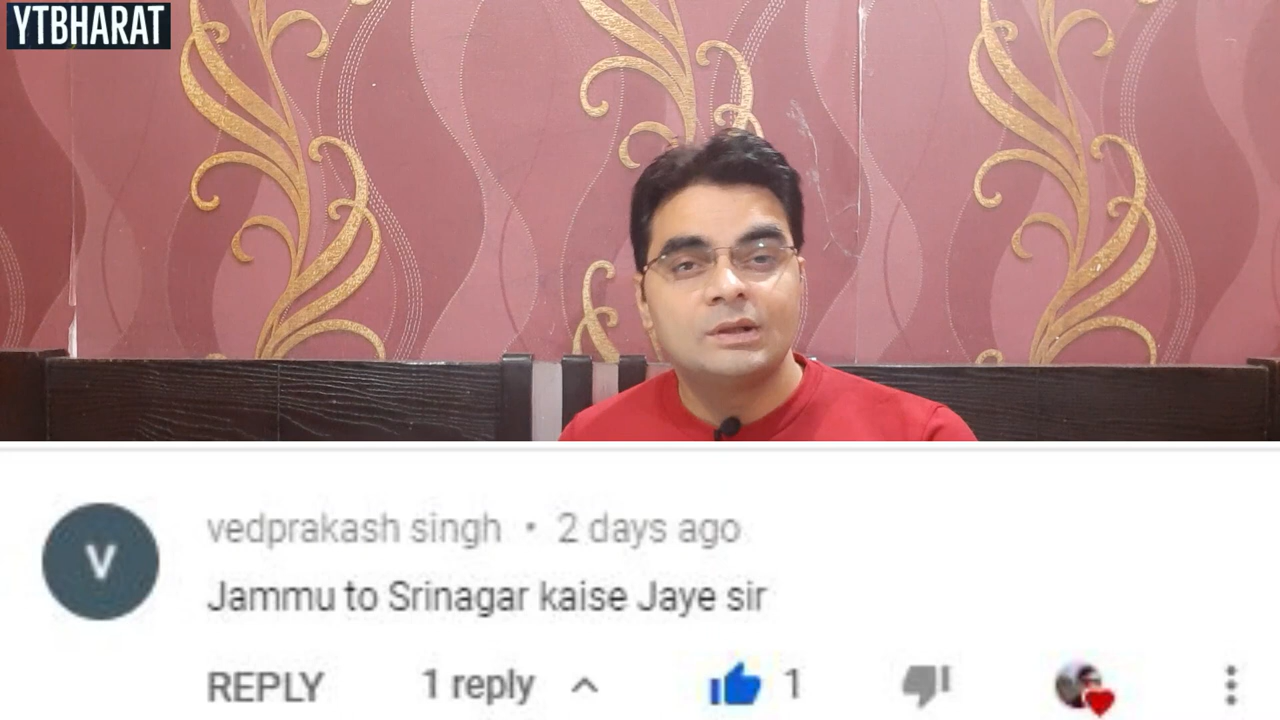 YTBHARAT
V
vedprakash singh • 2 days ago
Jammu to Srinagar kaise Jaye sir
REPLY 1 reply 1